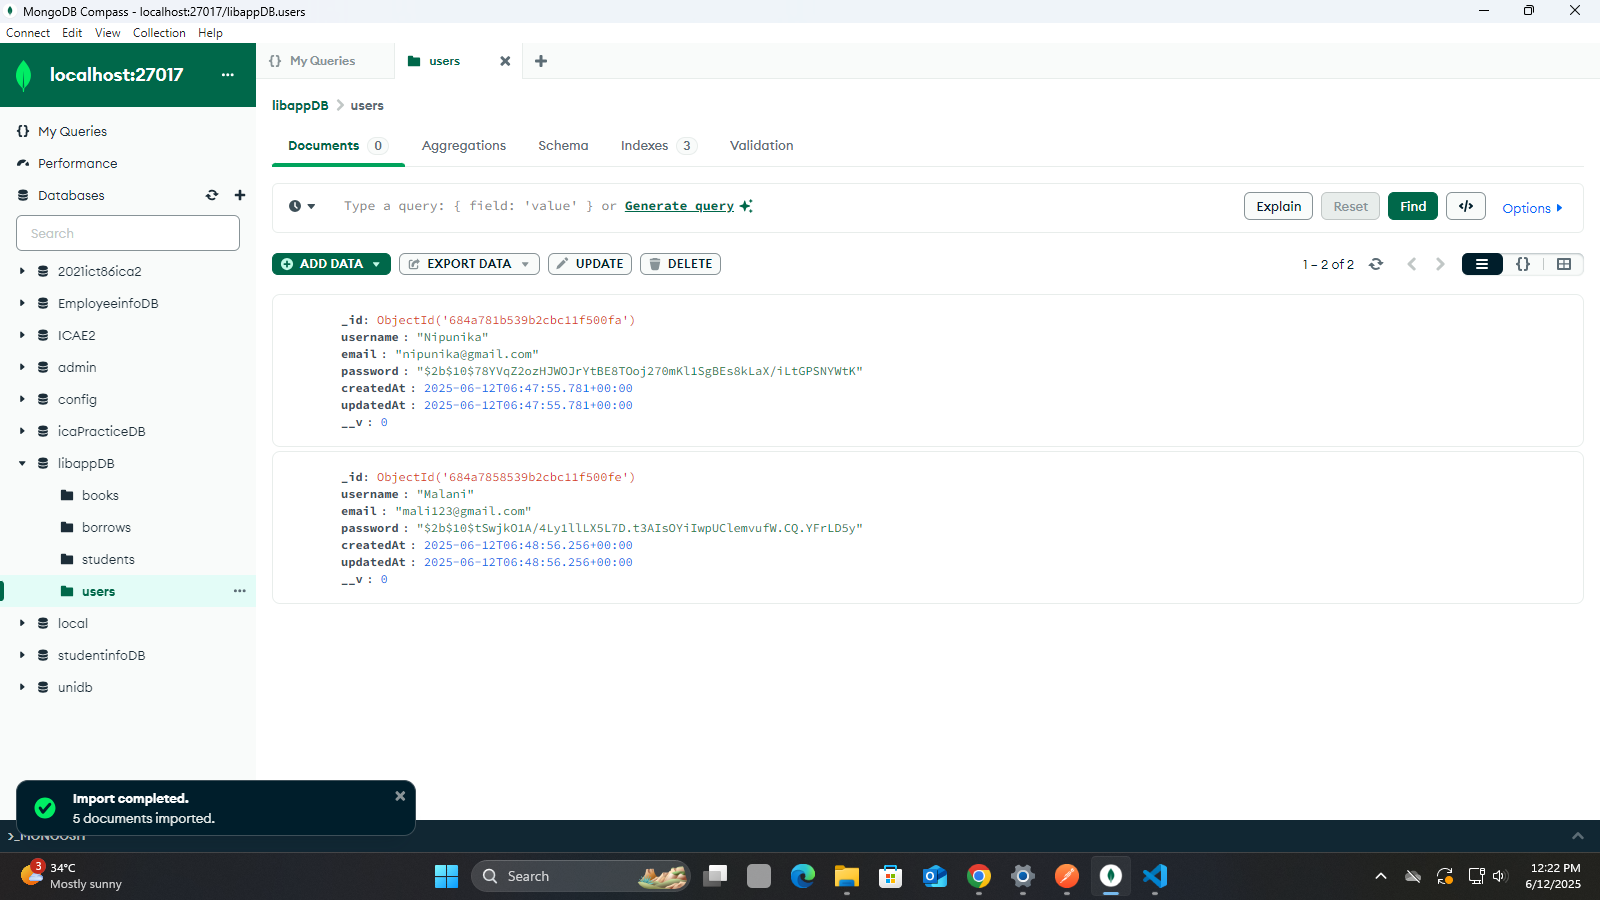 MongoDB Compass - localhost:27017/libappDB.users
Connect Edit View Collection Help
localhost:27017
My Queries
users
My Queries
Performance
Databases
Search
2021ict86ica2
EmployeeinfoDB
ICAE2
admin
config
icaPracticeDB
libappDB
books
borrows
students
users
local
studentinfoDB
unidb
libappDB > users
Documents 0 Aggregations Schema Indexes 3 Validation
Type a query: { field: 'value' } or Generate query
Explain Reset Find </> Options
ADD DATA EXPORT DATA UPDATE DELETE
1 – 2 of 2
_id: ObjectId('684a781b539b2cbc11f500fa')
username : "Nipunika"
email : "nipunika@gmail.com"
password : "$2b$10$78YVqZ2ozHJWOJrYtBE8TOoj270mKl1SgBEs8kLaX/iLtGPSNYWtK"
createdAt : 2025-06-12T06:47:55.781+00:00
updatedAt : 2025-06-12T06:47:55.781+00:00
__v : 0
_id: ObjectId('684a7858539b2cbc11f500fe')
username : "Malani"
email : "mali123@gmail.com"
password : "$2b$10$tSwjkO1A/4Ly1llLX5L7D.t3AIsOYiIwpUClemvufW.CQ.YFrLD5y"
createdAt : 2025-06-12T06:48:56.256+00:00
updatedAt : 2025-06-12T06:48:56.256+00:00
__v : 0
Import completed.
5 documents imported.
>_MONGOSH
3
34°C
Mostly sunny
Search
12:22 PM
6/12/2025